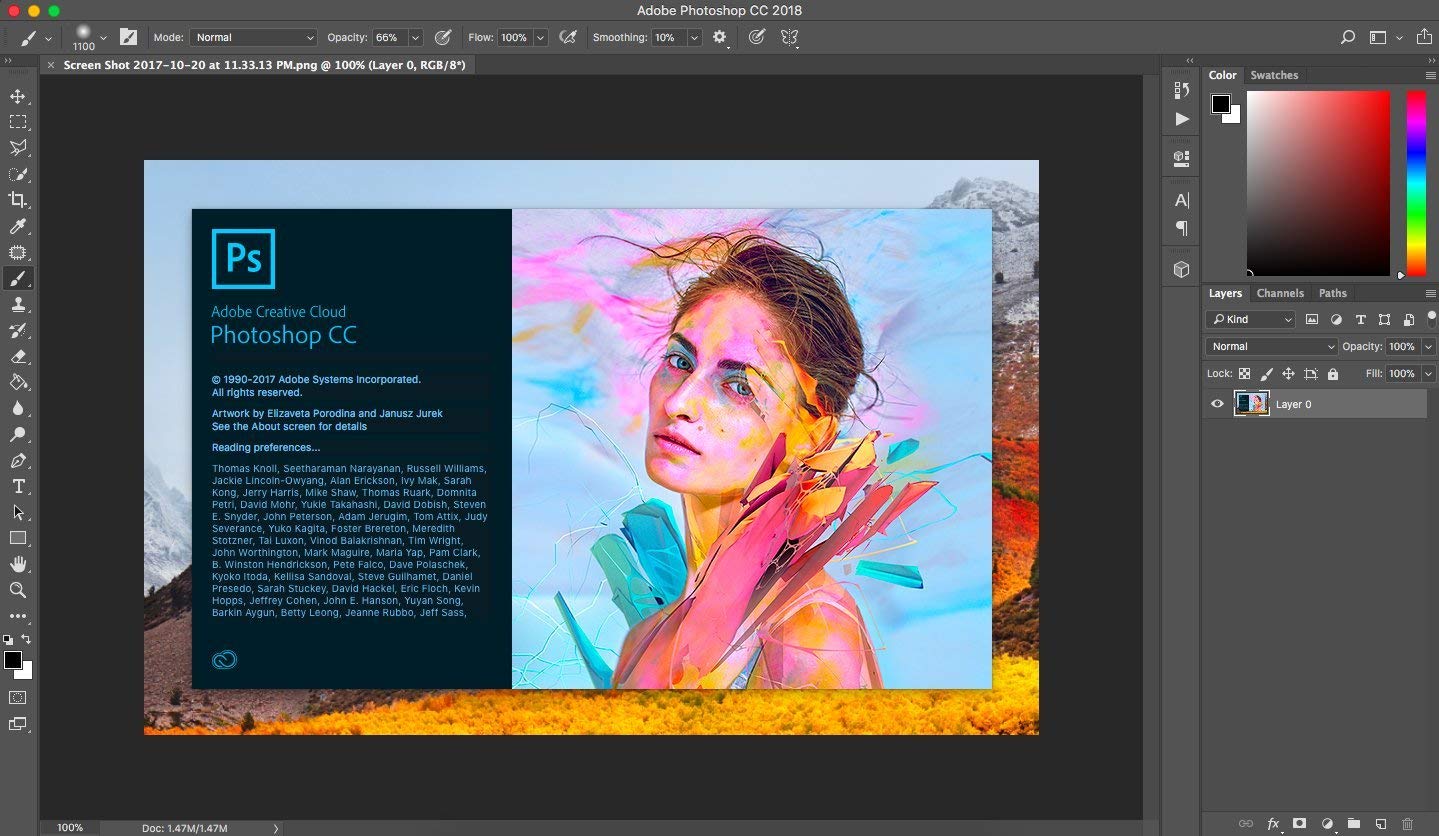 Adobe Photoshop CC 2018
1100
Mode: Normal Opacity: 66% Flow: 100% Smoothing: 10%
Screen Shot 2017-10-20 at 11.33.13 PM.png @ 100% (Layer 0, RGB/8*)
Ps
Adobe Creative Cloud
Photoshop CC
© 1990-2017 Adobe Systems Incorporated.
All rights reserved.
Artwork by Elizaveta Porodina and Janusz Jurek
See the About screen for details
Reading preferences...
Thomas Knoll, Seetharaman Narayanan, Russell Williams,
Jackie Lincoln-Owyang, Alan Erickson, Ivy Mak, Sarah
Kong, Jerry Harris, Mike Shaw, Thomas Ruark, Domnita
Petri, David Mohr, Yukie Takahashi, David Dobish, Steven
E. Snyder, John Peterson, Adam Jerugim, Tom Attix, Judy
Severance, Yuko Kagita, Foster Brereton, Meredith
Stotzner, Tai Luxon, Vinod Balakrishnan, Tim Wright,
John Worthington, Mark Maguire, Maria Yap, Pam Clark,
B. Winston Hendrickson, Pete Falco, Dave Polaschek,
Kyoko Itoda, Kellisa Sandoval, Steve Guilhamet, Daniel
Presedo, Sarah Stuckey, David Hackel, Eric Floch, Kevin
Hopps, Jeffrey Cohen, John E. Hanson, Yuyan Song,
Barkin Aygun, Betty Leong, Jeanne Rubbo, Jeff Sass,
Color Swatches
Layers Channels Paths
Kind
Normal Opacity: 100%
Lock: Fill: 100%
Layer 0
fx
100% Doc: 1.47M/1.47M